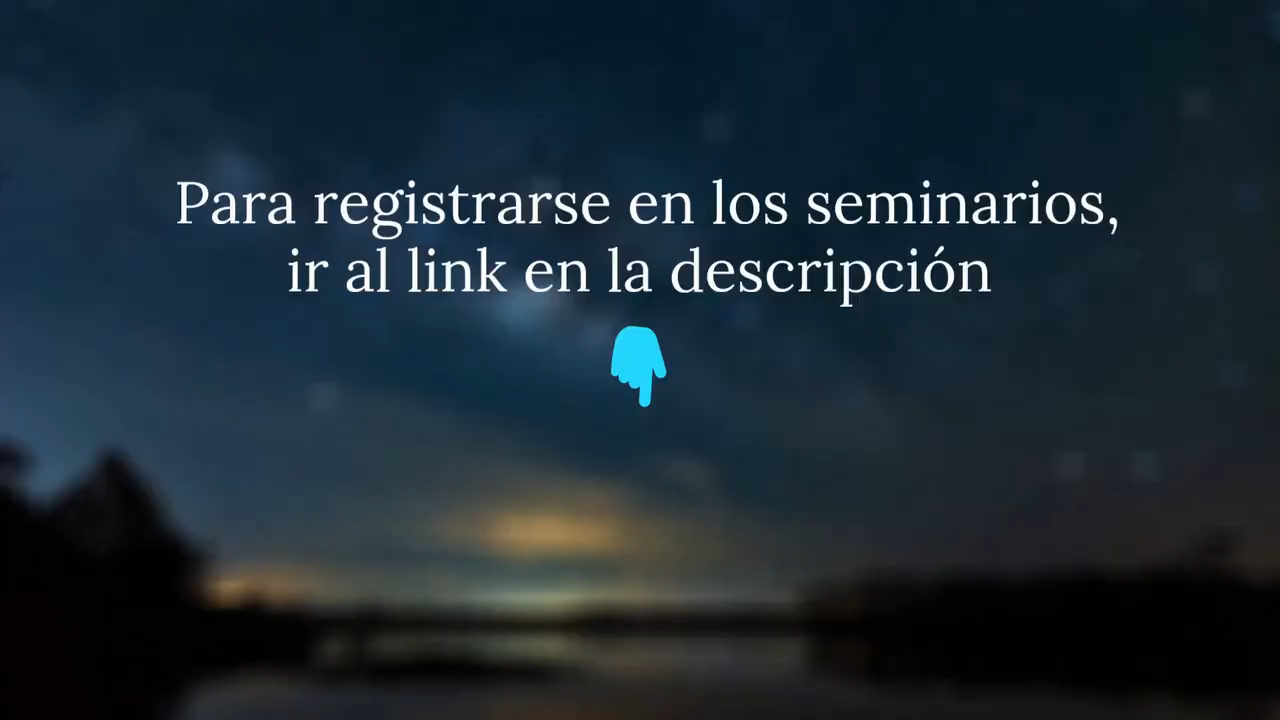 Para registrarse en los seminarios,
ir al link en la descripción